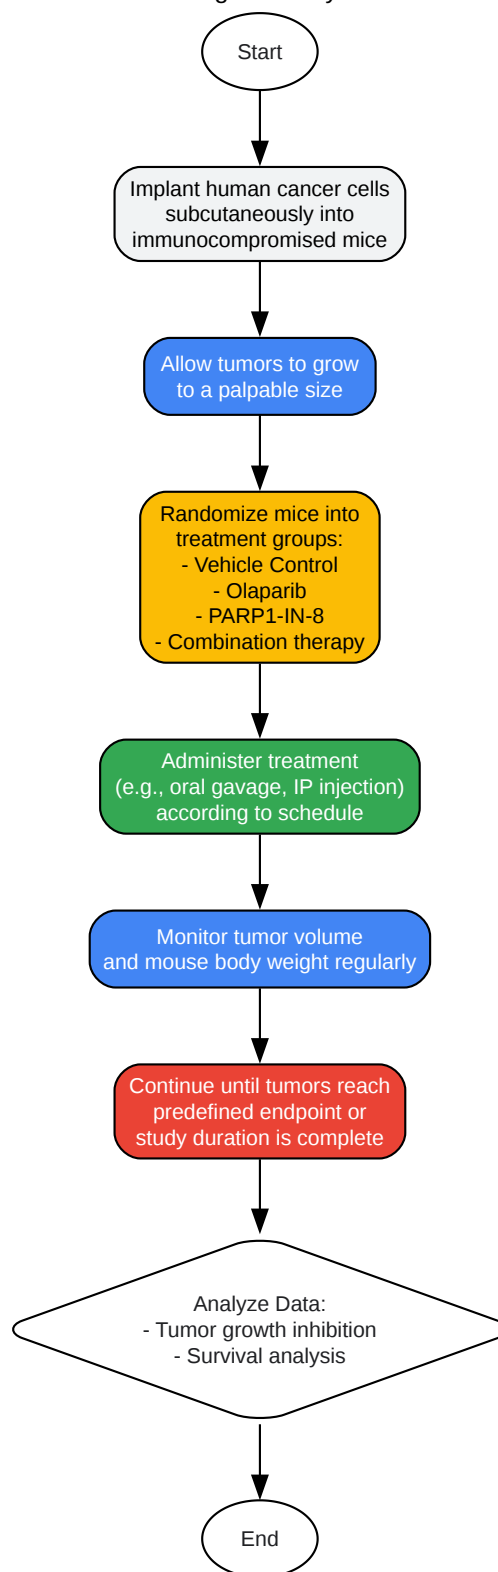 Start
Implant human cancer cells
subcutaneously into
immunocompromised mice
Allow tumors to grow
to a palpable size
Randomize mice into
treatment groups:
- Vehicle Control
- Olaparib
- PARP1-IN-8
- Combination therapy
Administer treatment
(e.g., oral gavage, IP injection)
according to schedule
Monitor tumor volume
and mouse body weight regularly
Continue until tumors reach
predefined endpoint or
study duration is complete
Analyze Data:
- Tumor growth inhibition
- Survival analysis
End